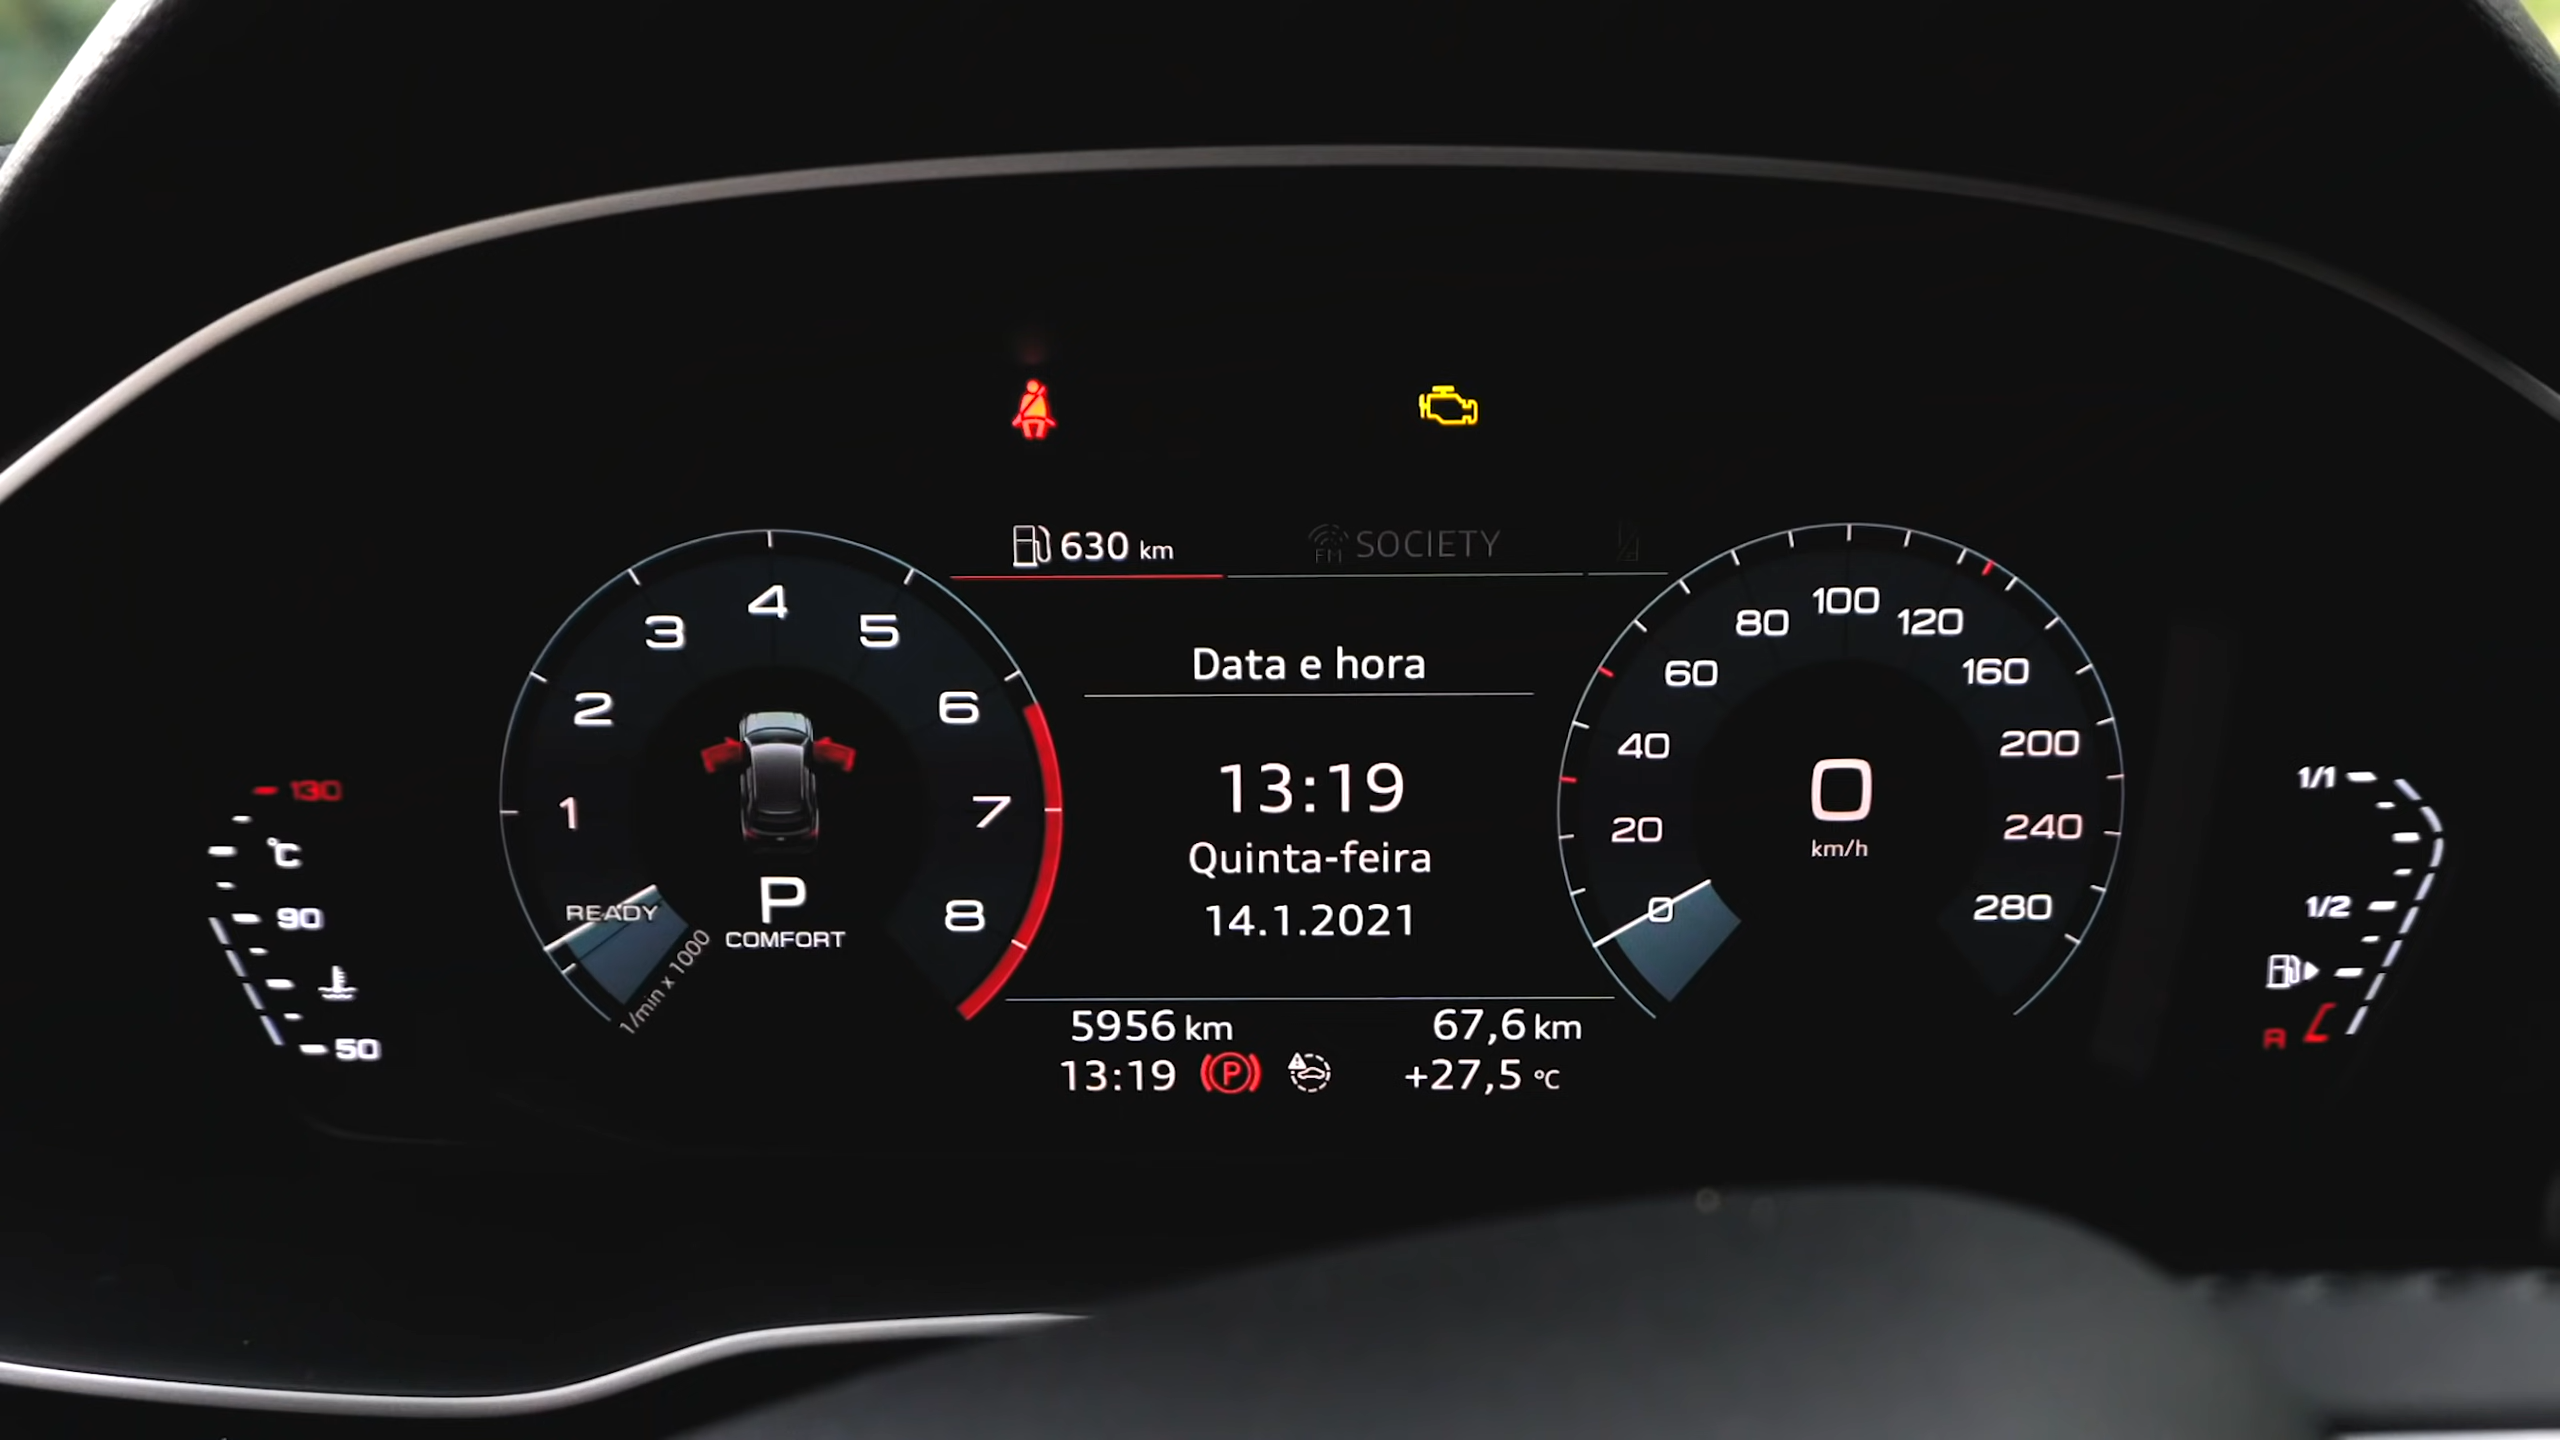 630 km
FM SOCIETY
1
2
3
4
5
6
7
8
READY
P
COMFORT
1/min x 1000
Data e hora
13:19
Quinta-feira
14.1.2021
5956 km
67,6 km
13:19
P
+27,5 °C
0
20
40
60
80
100
120
160
200
240
280
0
km/h
130
°C
90
50
1/1
1/2
R